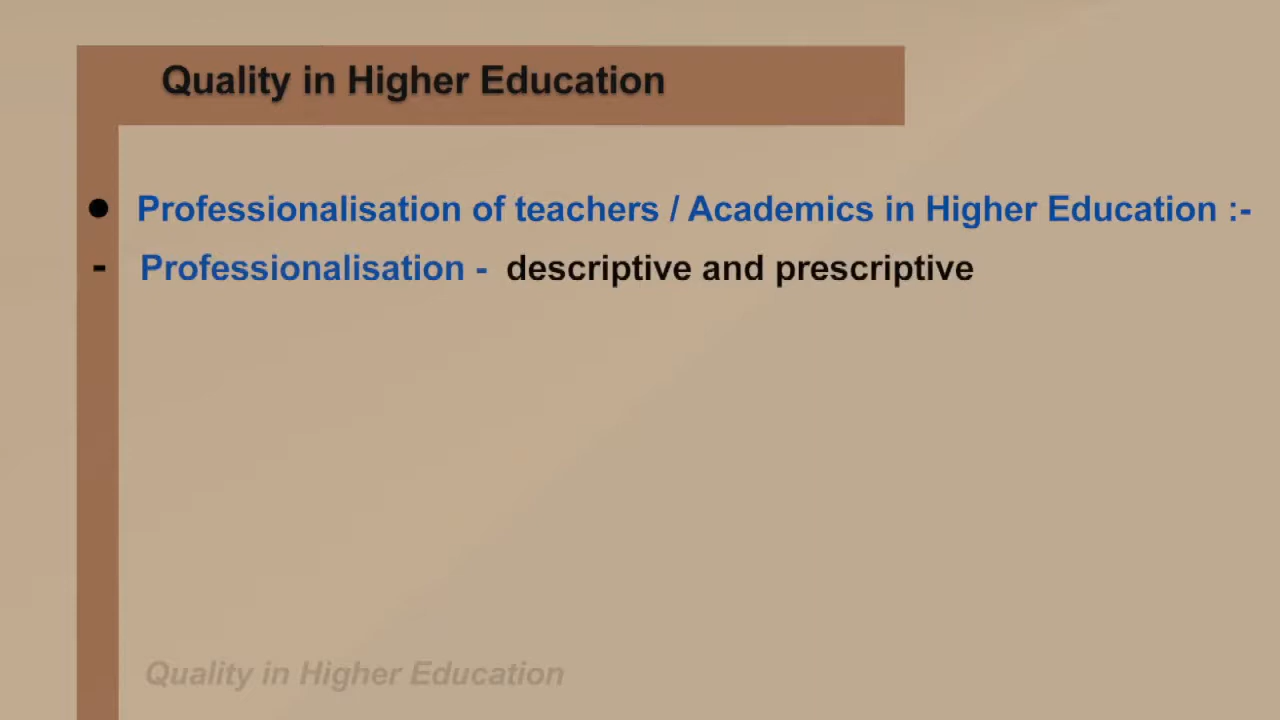 Quality in Higher Education
● Professionalisation of teachers / Academics in Higher Education :-
- Professionalisation - descriptive and prescriptive
Quality in Higher Education